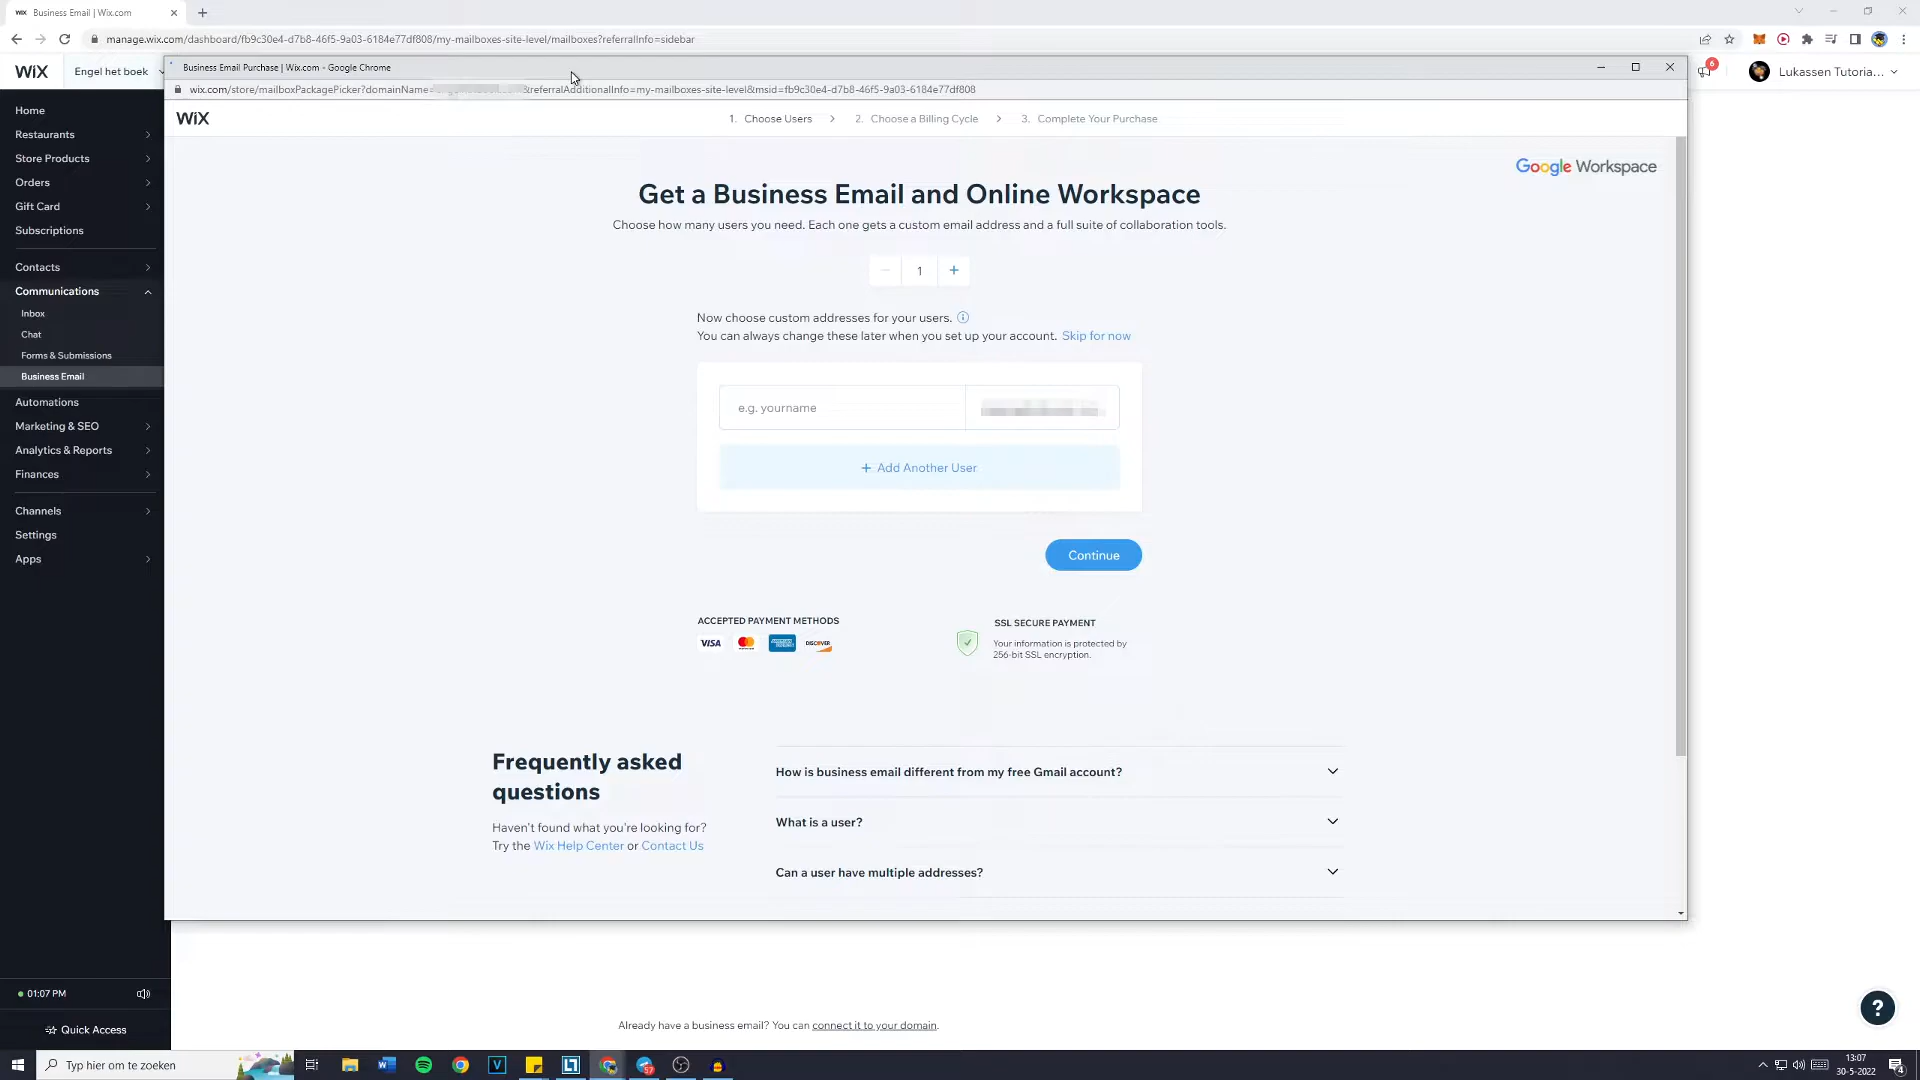 Business Email | Wix.com
manage.wix.com/dashboard/fb9c30e4-d7b8-46f5-9a03-6184e77df808/my-mailboxes-site-level/mailboxes?referralInfo=sidebar
WiX
Engel het boek
6
Lukassen Tutoria...
Business Email Purchase | Wix.com - Google Chrome
wix.com/store/mailboxPackagePicker?domainName=
&referralAdditionalInfo=my-mailboxes-site-level&msid=fb9c30e4-d7b8-46f5-9a03-6184e77df808
WiX
1. Choose Users
2. Choose a Billing Cycle
3. Complete Your Purchase
Home
Restaurants
Store Products
Orders
Gift Card
Subscriptions
Contacts
Communications
Inbox
Chat
Forms & Submissions
Business Email
Automations
Marketing & SEO
Analytics & Reports
Finances
Channels
Settings
Apps
01:07 PM
Quick Access
Google Workspace
Get a Business Email and Online Workspace
Choose how many users you need. Each one gets a custom email address and a full suite of collaboration tools.
1
Now choose custom addresses for your users.
You can always change these later when you set up your account. Skip for now
e.g. yourname
+ Add Another User
Continue
ACCEPTED PAYMENT METHODS
VISA
DISCOVER
SSL SECURE PAYMENT
Your information is protected by
256-bit SSL encryption.
Frequently asked
questions
Haven't found what you're looking for?
Try the Wix Help Center or Contact Us
How is business email different from my free Gmail account?
What is a user?
Can a user have multiple addresses?
Already have a business email? You can connect it to your domain.
?
Typ hier om te zoeken
13:07
30-5-2022